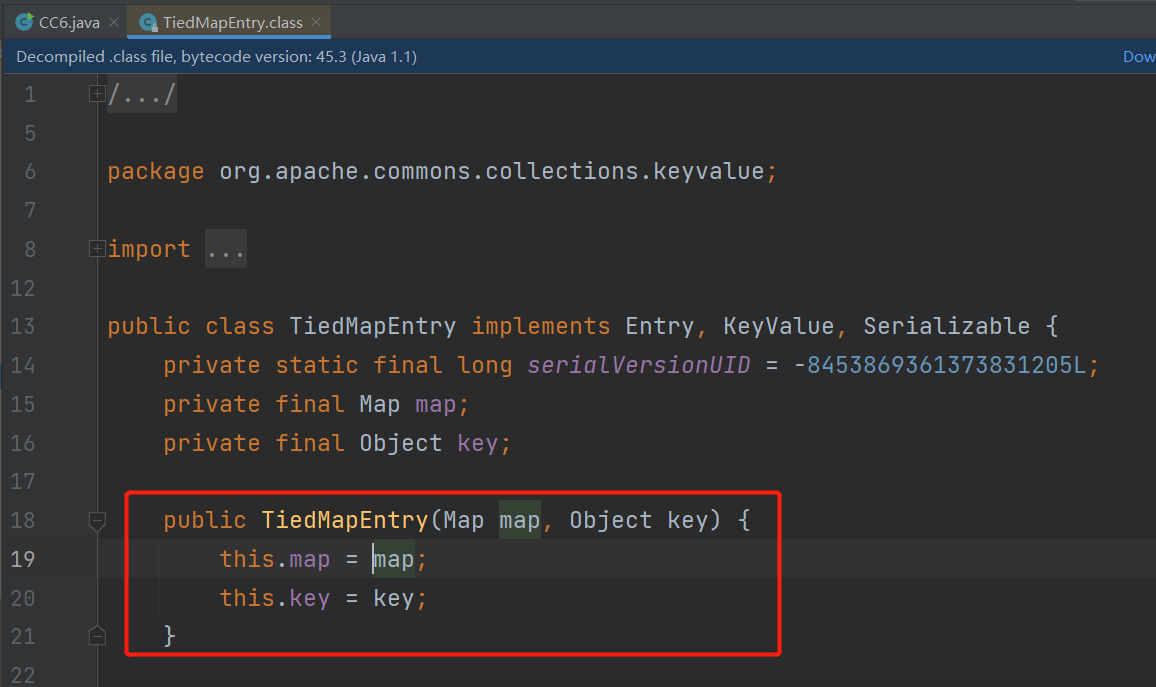 CC6.java × TiedMapEntry.class ×
Decompiled .class file, bytecode version: 45.3 (Java 1.1) Dow
1 /.../
5
6 package org.apache.commons.collections.keyvalue;
7
8 import ...
12
13 public class TiedMapEntry implements Entry, KeyValue, Serializable {
14 private static final long serialVersionUID = -8453869361373831205L;
15 private final Map map;
16 private final Object key;
17
18 public TiedMapEntry(Map map, Object key) {
19 this.map = map;
20 this.key = key;
21 }
22